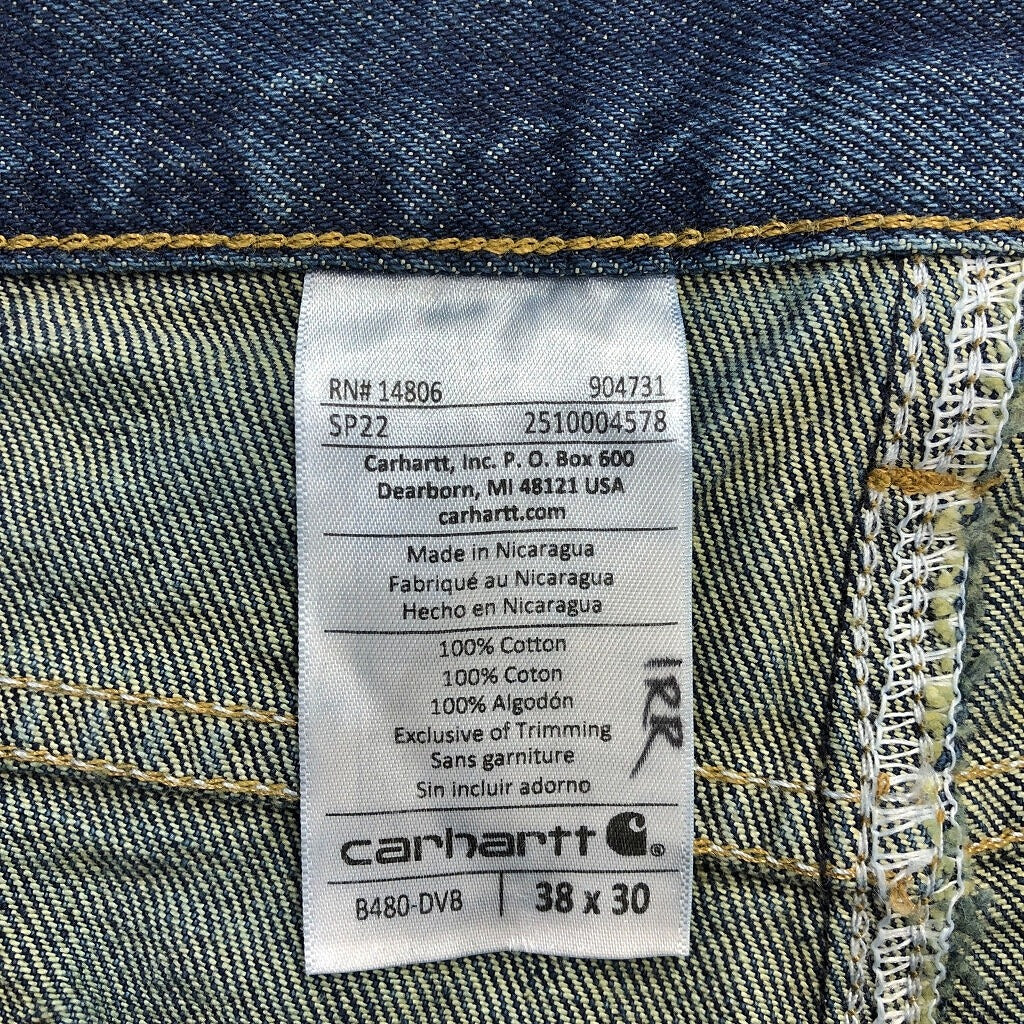 RN# 14806 904731
SP22 2510004578
Carhartt, Inc. P. O. Box 600
Dearborn, MI 48121 USA
carhartt.com
Made in Nicaragua
Fabriqué au Nicaragua
Hecho en Nicaragua
100% Cotton
100% Coton
100% Algodón
Exclusive of Trimming
Sans garniture
Sin incluir adorno
IRR
carhartt ®
B480-DVB 38 x 30